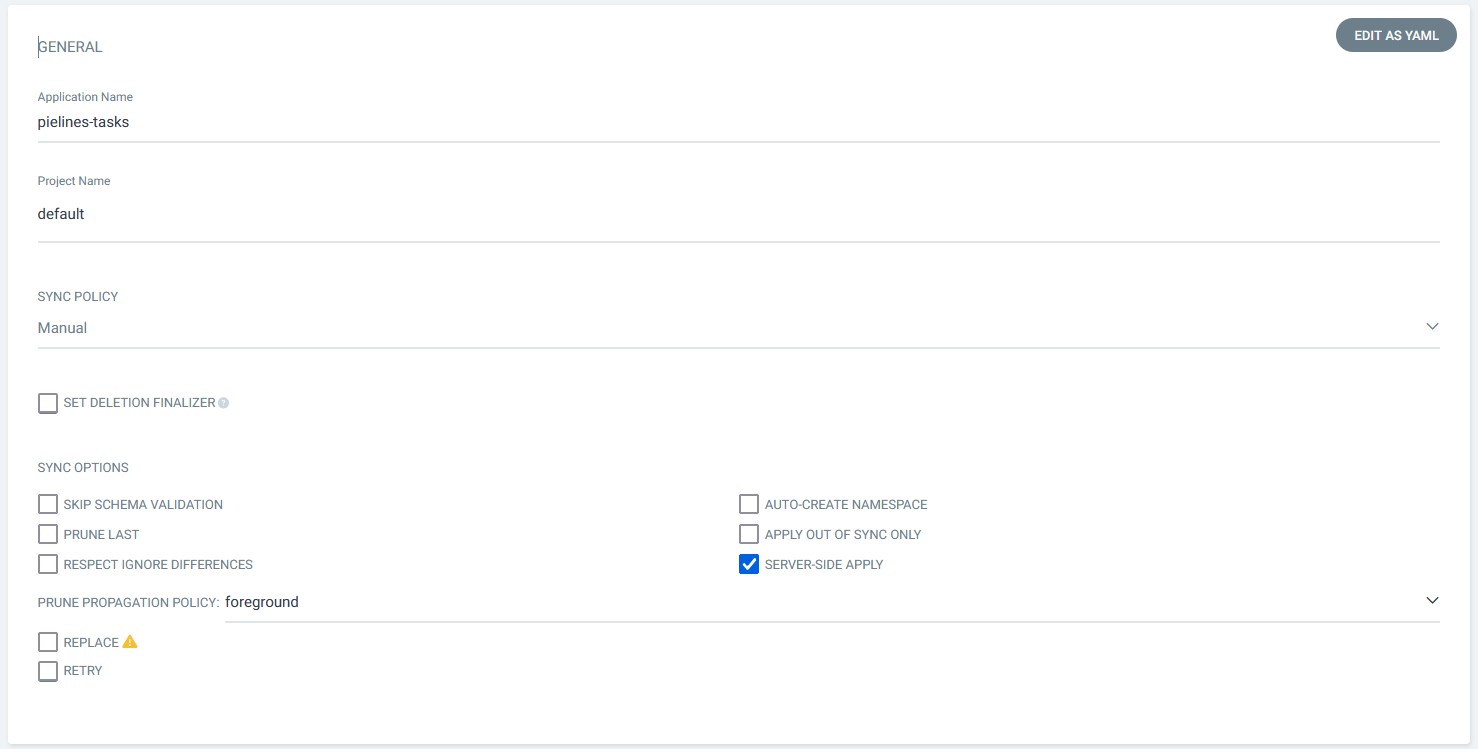 GENERAL
EDIT AS YAML
Application Name
pielines-tasks
Project Name
default
SYNC POLICY
Manual
SET DELETION FINALIZER ?
SYNC OPTIONS
SKIP SCHEMA VALIDATION
AUTO-CREATE NAMESPACE
PRUNE LAST
APPLY OUT OF SYNC ONLY
RESPECT IGNORE DIFFERENCES
SERVER-SIDE APPLY
PRUNE PROPAGATION POLICY: foreground
REPLACE
RETRY